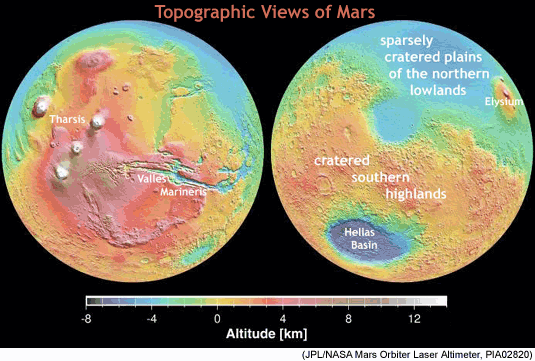 Topographic Views of Mars
sparsely
cratered plains
of the northern
lowlands
Elysium
Tharsis
cratered
southern
highlands
Valles
Marineris
Hellas
Basin
-8 -4 0 4 8 12
Altitude [km]
(JPL/NASA Mars Orbiter Laser Altimeter, PIA02820)